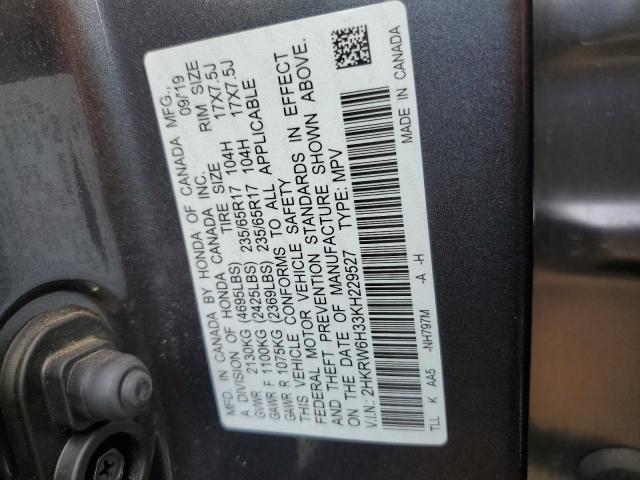 MFD. IN CANADA BY HONDA OF CANADA MFG.,
A DIVISION OF HONDA CANADA INC. 09/19
TIRE SIZE RIM SIZE
GVWR 2130KG (4695LBS) 235/65R17 104H 17X7.5J
GAWR F 1100KG (2425LBS) 235/65R17 104H 17X7.5J
GAWR R 1075KG (2369LBS)
THIS VEHICLE CONFORMS TO ALL APPLICABLE
FEDERAL MOTOR VEHICLE SAFETY
AND THEFT PREVENTION STANDARDS IN EFFECT
ON THE DATE OF MANUFACTURE SHOWN ABOVE.
V.I.N.: 2HKRW6H33KH229527 TYPE: MPV
TLL K AA5 -NH797M -A -H MADE IN CANADA